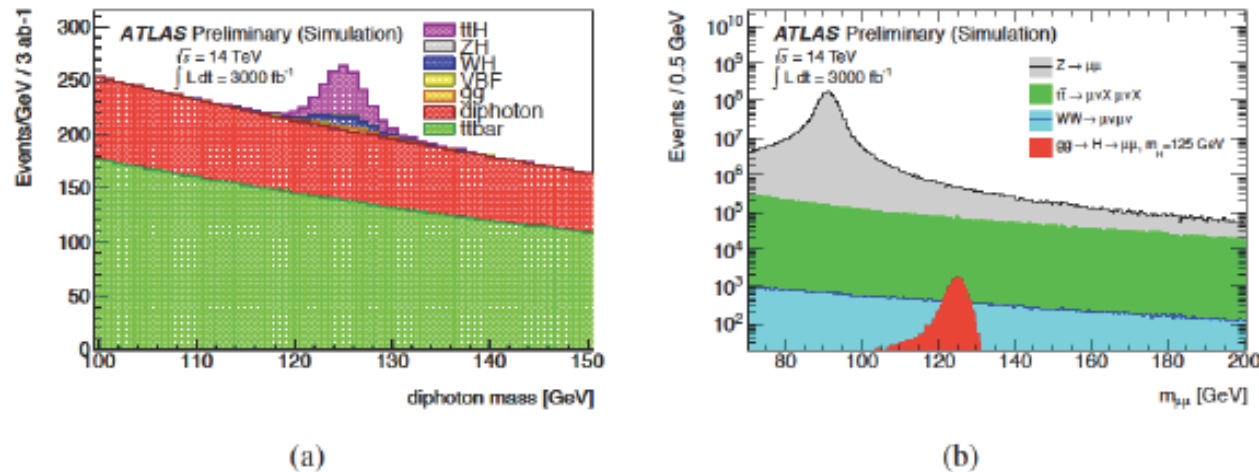 Events/GeV / 3 ab-1
300
250
200
150
100
50
0
ATLAS Preliminary (Simulation)
√s = 14 TeV
∫ L dt = 3000 fb⁻¹
ttH
ZH
WH
VBF
gg
diphoton
ttbar
100 110 120 130 140 150
diphoton mass [GeV]
(a)
Events / 0.5 GeV
10¹⁰
10⁹
10⁸
10⁷
10⁶
10⁵
10⁴
10³
10²
ATLAS Preliminary (Simulation)
√s = 14 TeV
∫ L dt = 3000 fb⁻¹
Z → μμ
tt̄ → μνX μνX
WW → μνμν
gg → H → μμ, m_H=125 GeV
80 100 120 140 160 180 200
m_μμ [GeV]
(b)